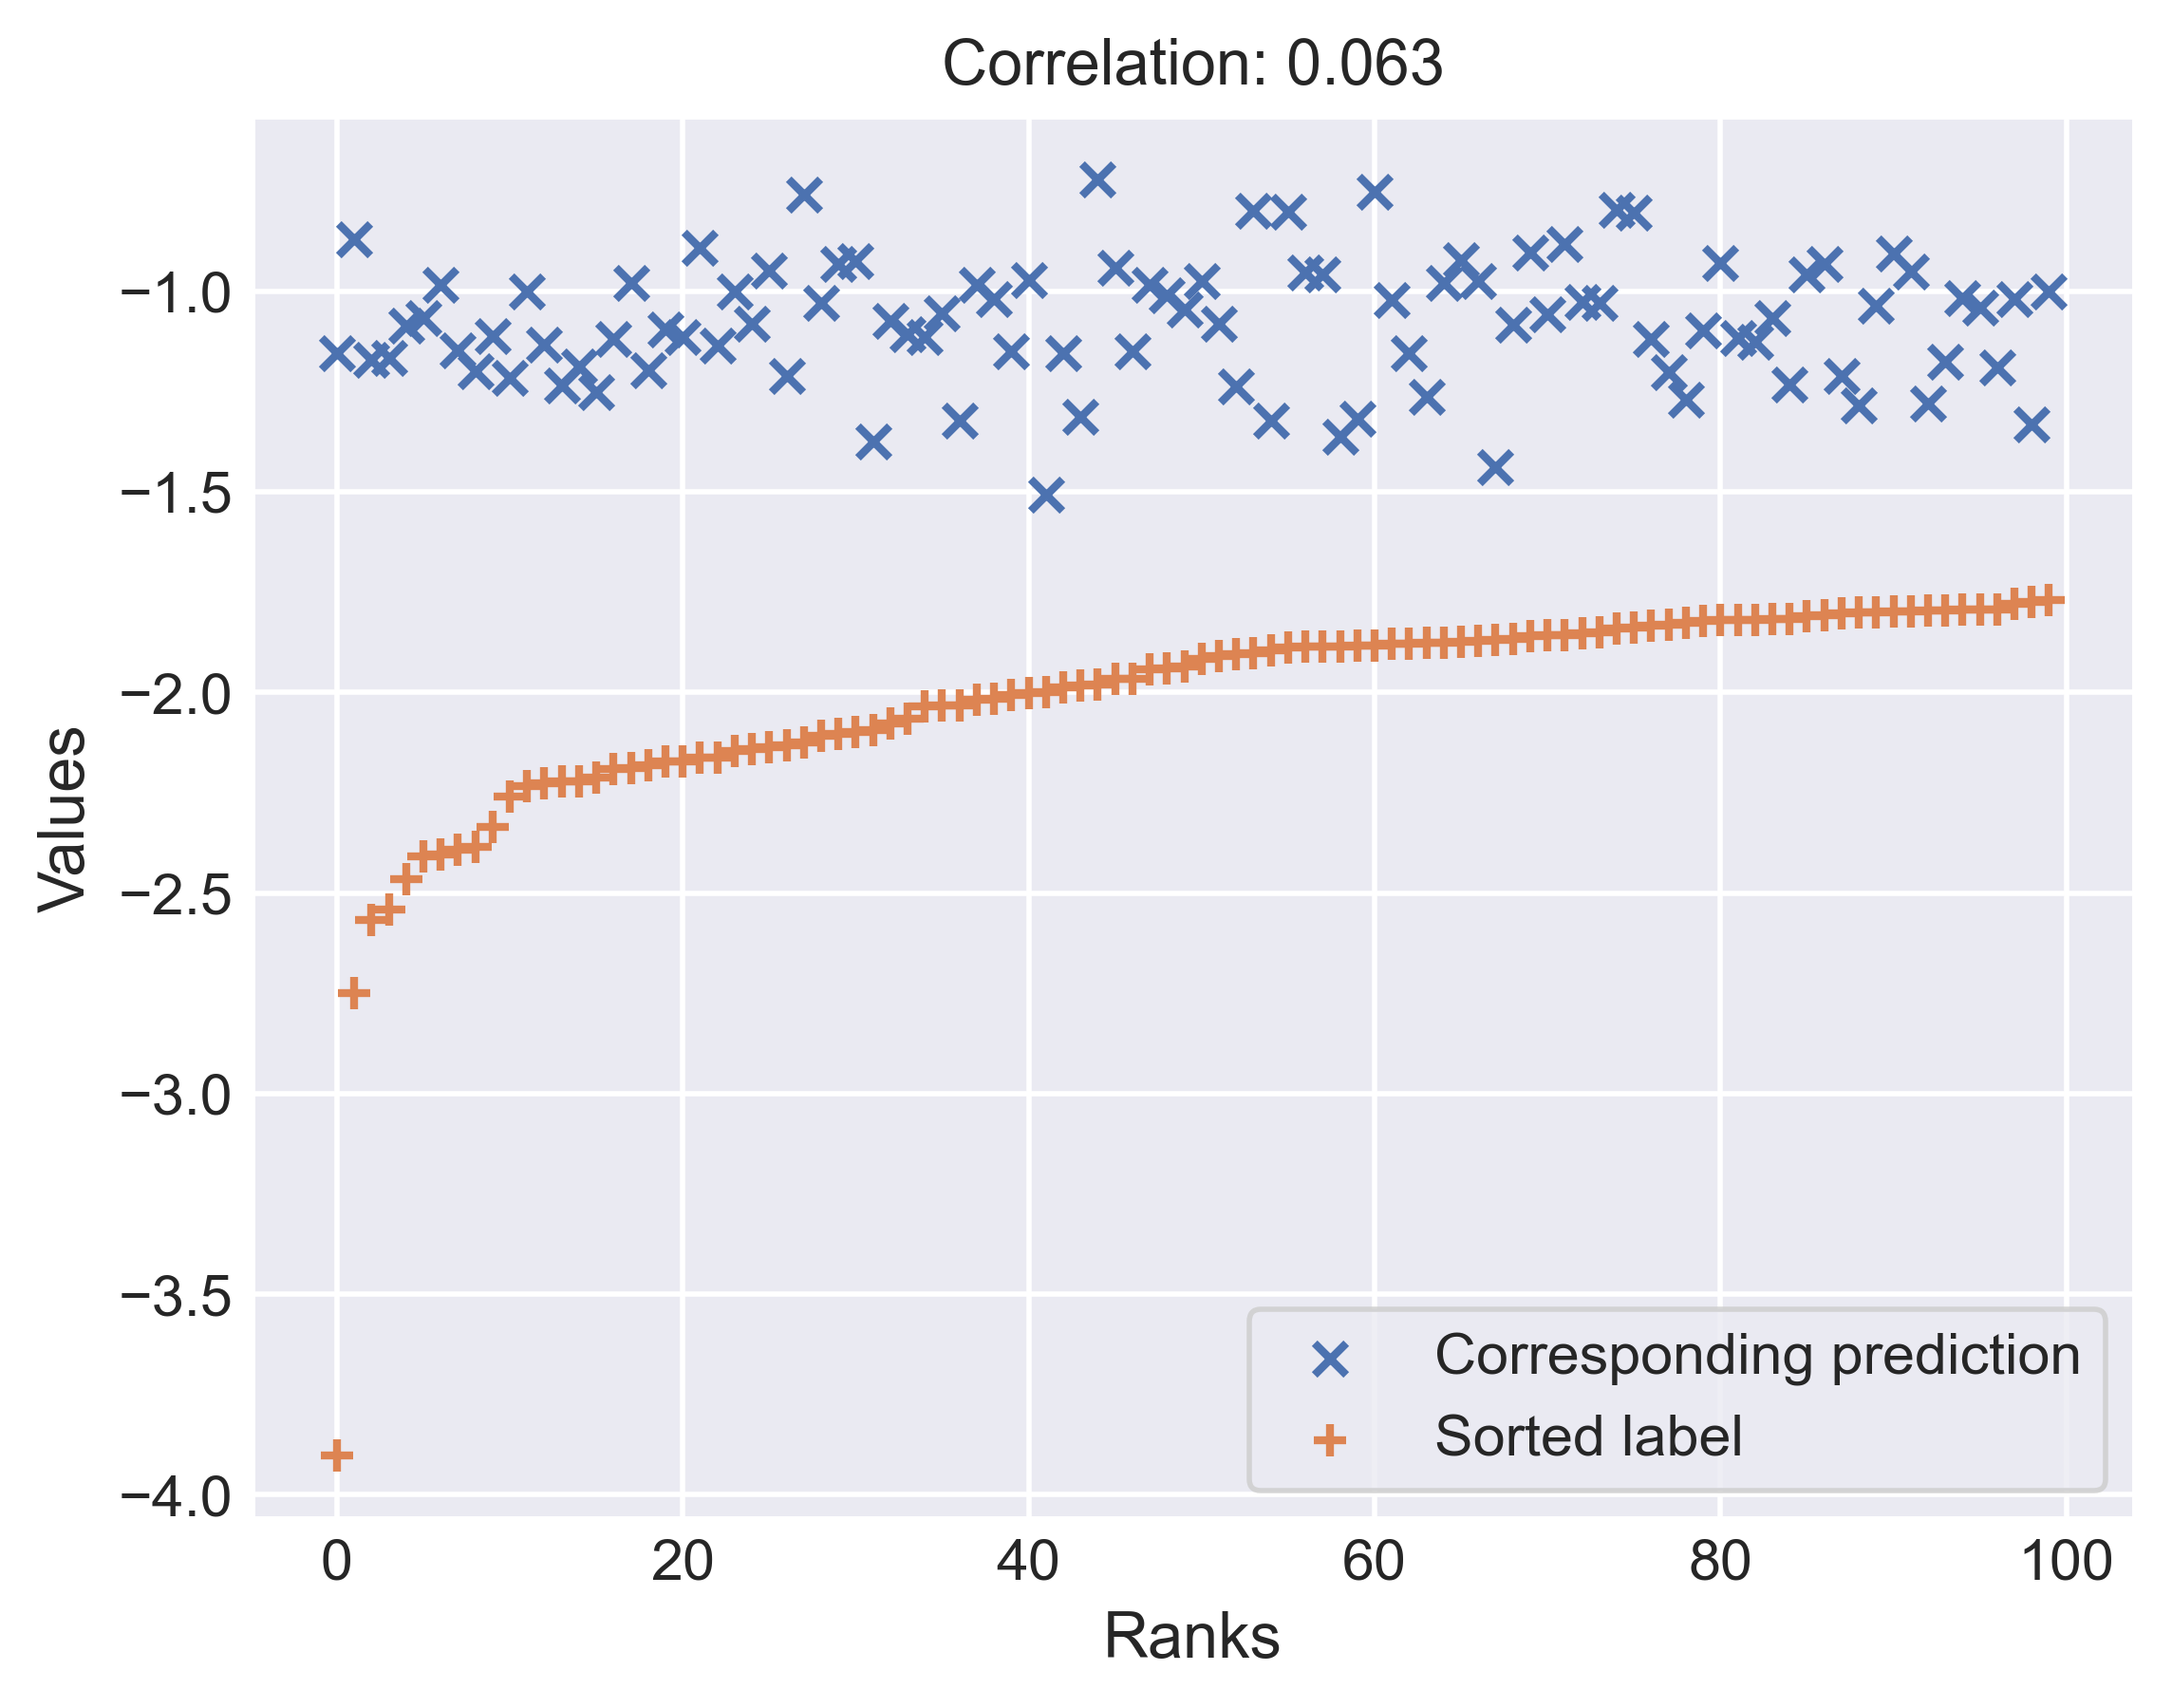 Correlation: 0.063
Values
−1.0
−1.5
−2.0
−2.5
−3.0
−3.5
−4.0
Corresponding prediction
Sorted label
0 20 40 60 80 100
Ranks